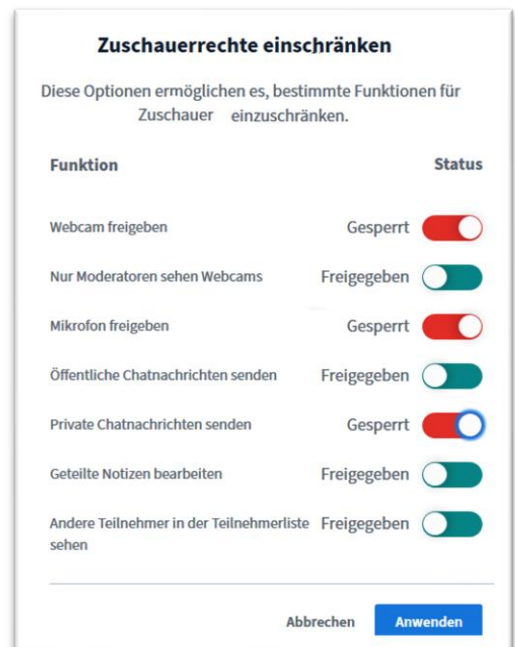 Zuschauerrechte einschränken
Diese Optionen ermöglichen es, bestimmte Funktionen für
Zuschauer einzuschränken.
Funktion Status
Webcam freigeben Gesperrt
Nur Moderatoren sehen Webcams Freigegeben
Mikrofon freigeben Gesperrt
Öffentliche Chatnachrichten senden Freigegeben
Private Chatnachrichten senden Gesperrt
Geteilte Notizen bearbeiten Freigegeben
Andere Teilnehmer in der Teilnehmerliste Freigegeben
sehen
Abbrechen Anwenden